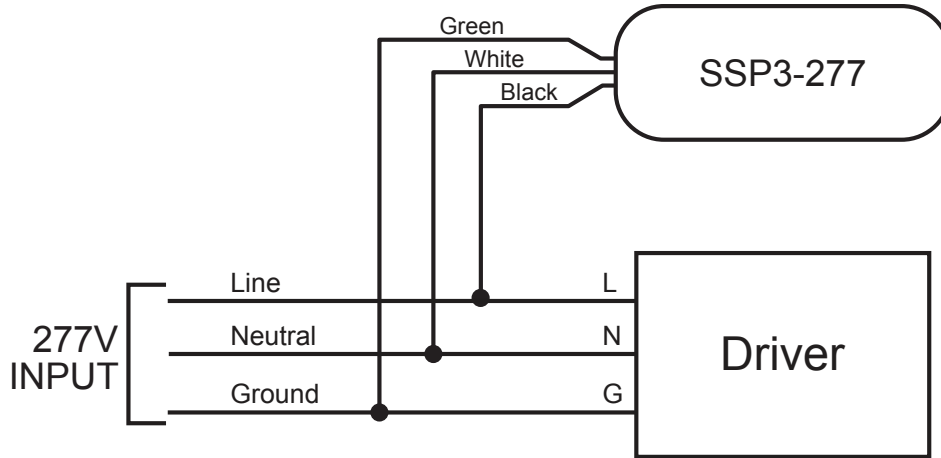 Green
White
Black
SSP3-277
277V
INPUT
Line
L
Neutral
N
Ground
G
Driver